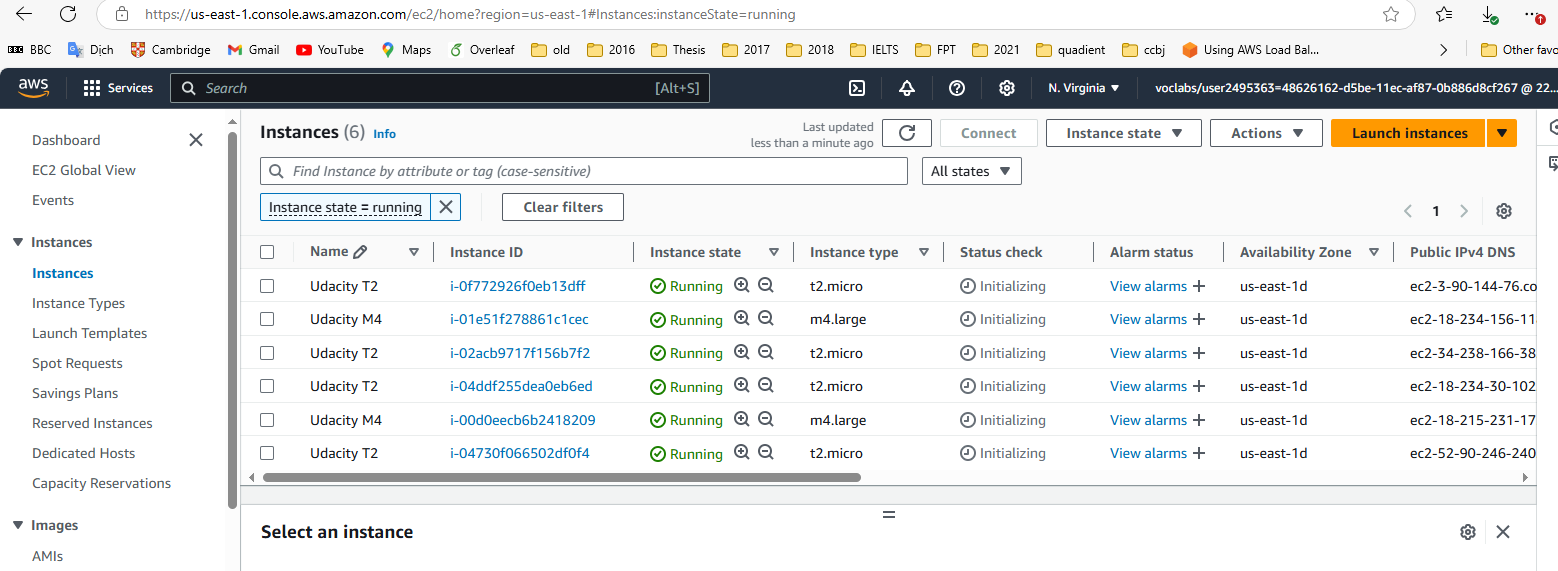 https://us-east-1.console.aws.amazon.com/ec2/home?region=us-east-1#Instances:instanceState=running
BBC Dịch Cambridge Gmail YouTube Maps Overleaf old 2016 Thesis 2017 2018 IELTS FPT 2021 quadient ccbj Using AWS Load Bal... Other favo
aws Services Search [Alt+S] N. Virginia voclabs/user2495363=48626162-d5be-11ec-af87-0b886d8cf267 @ 22...
Dashboard
EC2 Global View
Events
Instances
Instances
Instance Types
Launch Templates
Spot Requests
Savings Plans
Reserved Instances
Dedicated Hosts
Capacity Reservations
Images
AMIs
Instances (6) Info
Last updated
less than a minute ago
Connect Instance state Actions Launch instances
Find Instance by attribute or tag (case-sensitive) All states
Instance state = running Clear filters
1
Name Instance ID Instance state Instance type Status check Alarm status Availability Zone Public IPv4 DNS
Udacity T2 i-0f772926f0eb13dff Running t2.micro Initializing View alarms + us-east-1d ec2-3-90-144-76.co
Udacity M4 i-01e51f278861c1cec Running m4.large Initializing View alarms + us-east-1d ec2-18-234-156-11
Udacity T2 i-02acb9717f156b7f2 Running t2.micro Initializing View alarms + us-east-1d ec2-34-238-166-38
Udacity T2 i-04ddf255dea0eb6ed Running t2.micro Initializing View alarms + us-east-1d ec2-18-234-30-102
Udacity M4 i-00d0eecb6b2418209 Running m4.large Initializing View alarms + us-east-1d ec2-18-215-231-17
Udacity T2 i-04730f066502df0f4 Running t2.micro Initializing View alarms + us-east-1d ec2-52-90-246-240
Select an instance